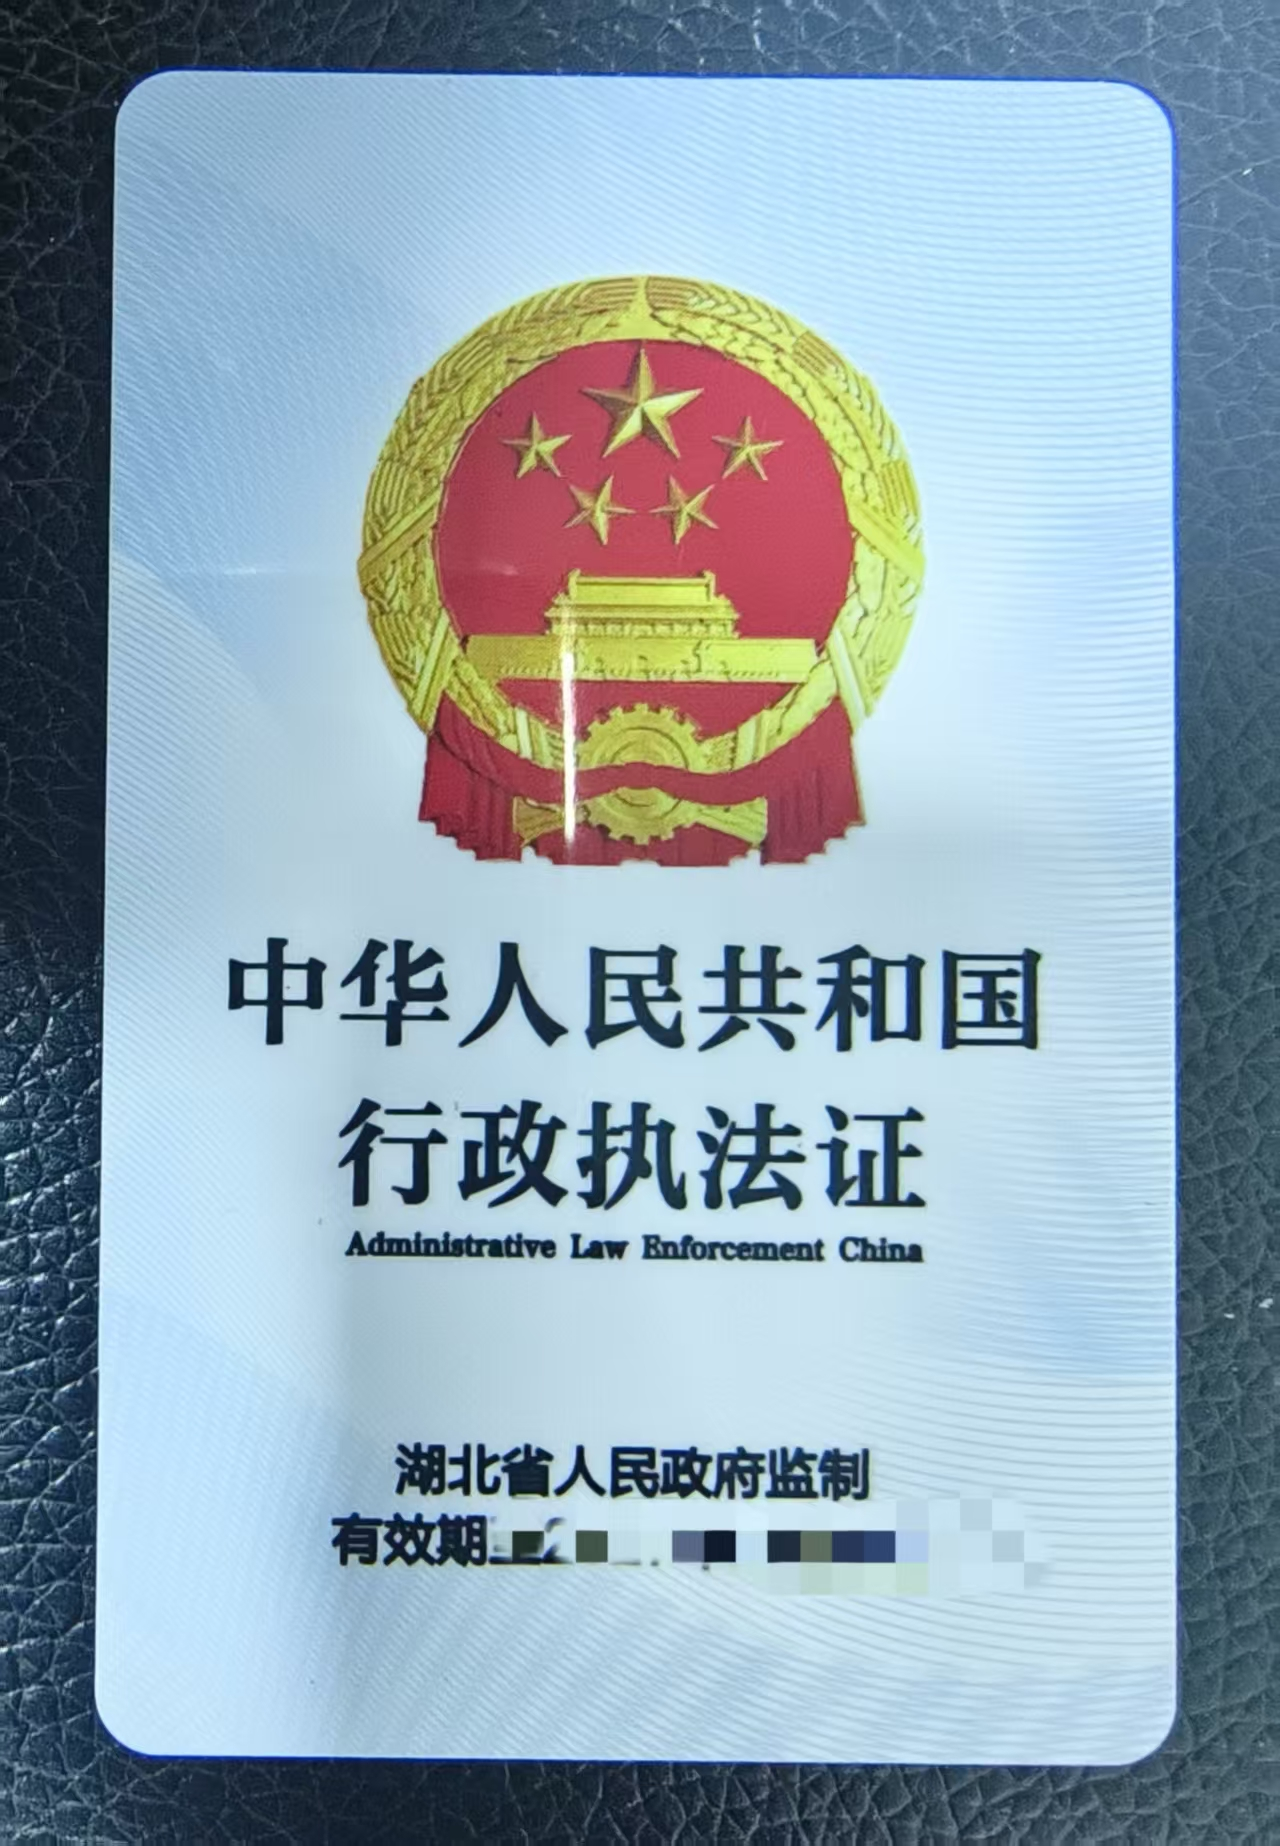 中华人民共和国
行政执法证
Administrative Law Enforcement China
湖北省人民政府监制
有效期至